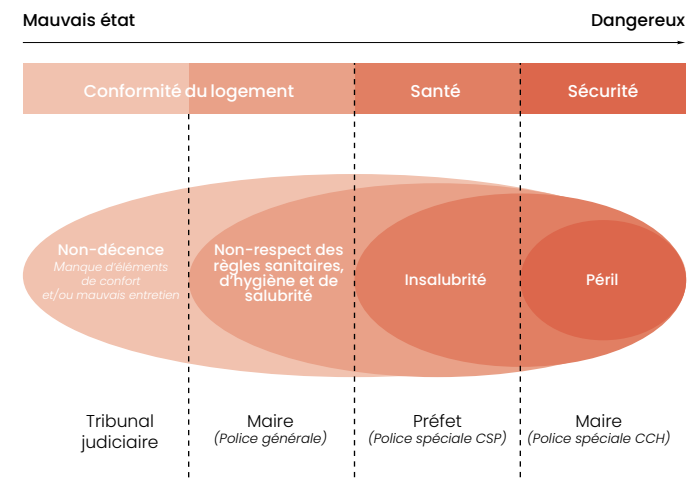 Mauvais état
Dangereux
Conformité du logement
Santé
Sécurité
Non-décence
Manque d'éléments
de confort
et/ou mauvais entretien
Non-respect des
règles sanitaires,
d'hygiène et de
salubrité
Insalubrité
Péril
Tribunal
judiciaire
Maire
(Police générale)
Préfet
(Police spéciale CSP)
Maire
(Police spéciale CCH)